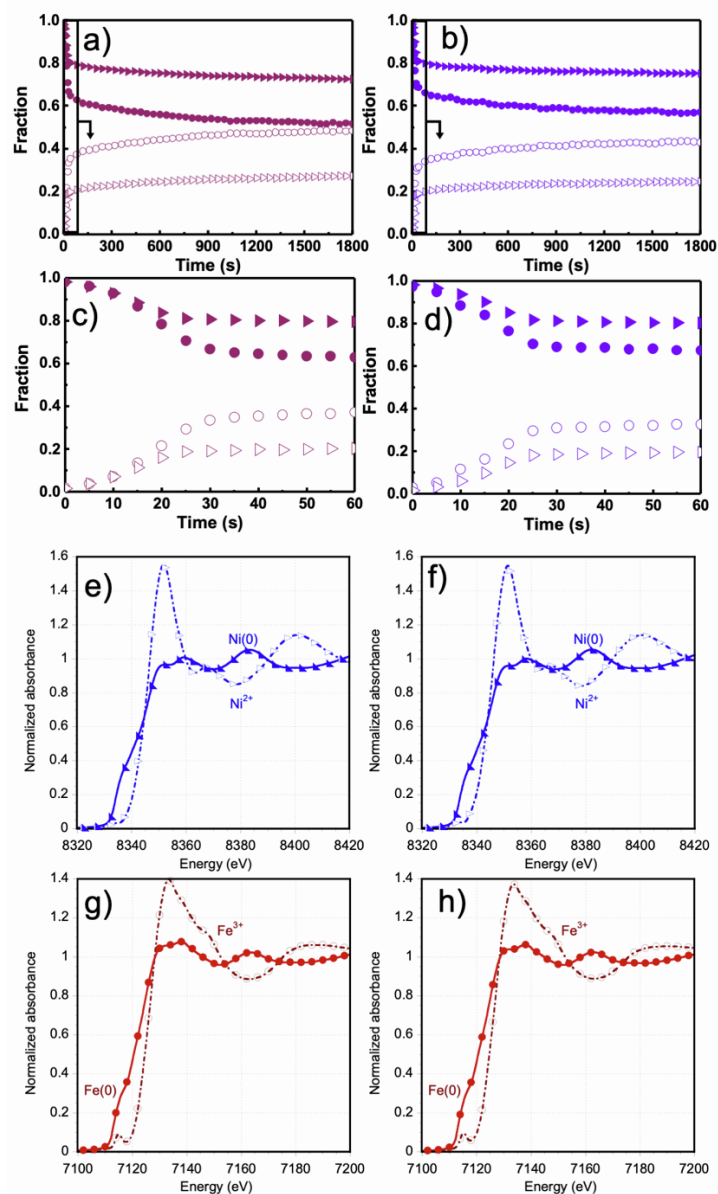 a)
1.0
0.8
0.6
0.4
0.2
0.0
Fraction
0 300 600 900 1200 1500 1800
Time (s)
b)
1.0
0.8
0.6
0.4
0.2
0.0
Fraction
0 300 600 900 1200 1500 1800
Time (s)
c)
1.0
0.8
0.6
0.4
0.2
0.0
Fraction
0 10 20 30 40 50 60
Time (s)
d)
1.0
0.8
0.6
0.4
0.2
0.0
Fraction
0 10 20 30 40 50 60
Time (s)
e)
1.6
1.4
1.2
1
0.8
0.6
0.4
0.2
0
Normalized absorbance
Ni(0)
Ni²⁺
8320 8340 8360 8380 8400 8420
Energy (eV)
f)
1.6
1.4
1.2
1
0.8
0.6
0.4
0.2
0
Normalized absorbance
Ni(0)
Ni²⁺
8320 8340 8360 8380 8400 8420
Energy (eV)
g)
1.4
1.2
1
0.8
0.6
0.4
0.2
0
Normalized absorbance
Fe³⁺
Fe(0)
7100 7120 7140 7160 7180 7200
Energy (eV)
h)
1.4
1.2
1
0.8
0.6
0.4
0.2
0
Normalized absorbance
Fe³⁺
Fe(0)
7100 7120 7140 7160 7180 7200
Energy (eV)